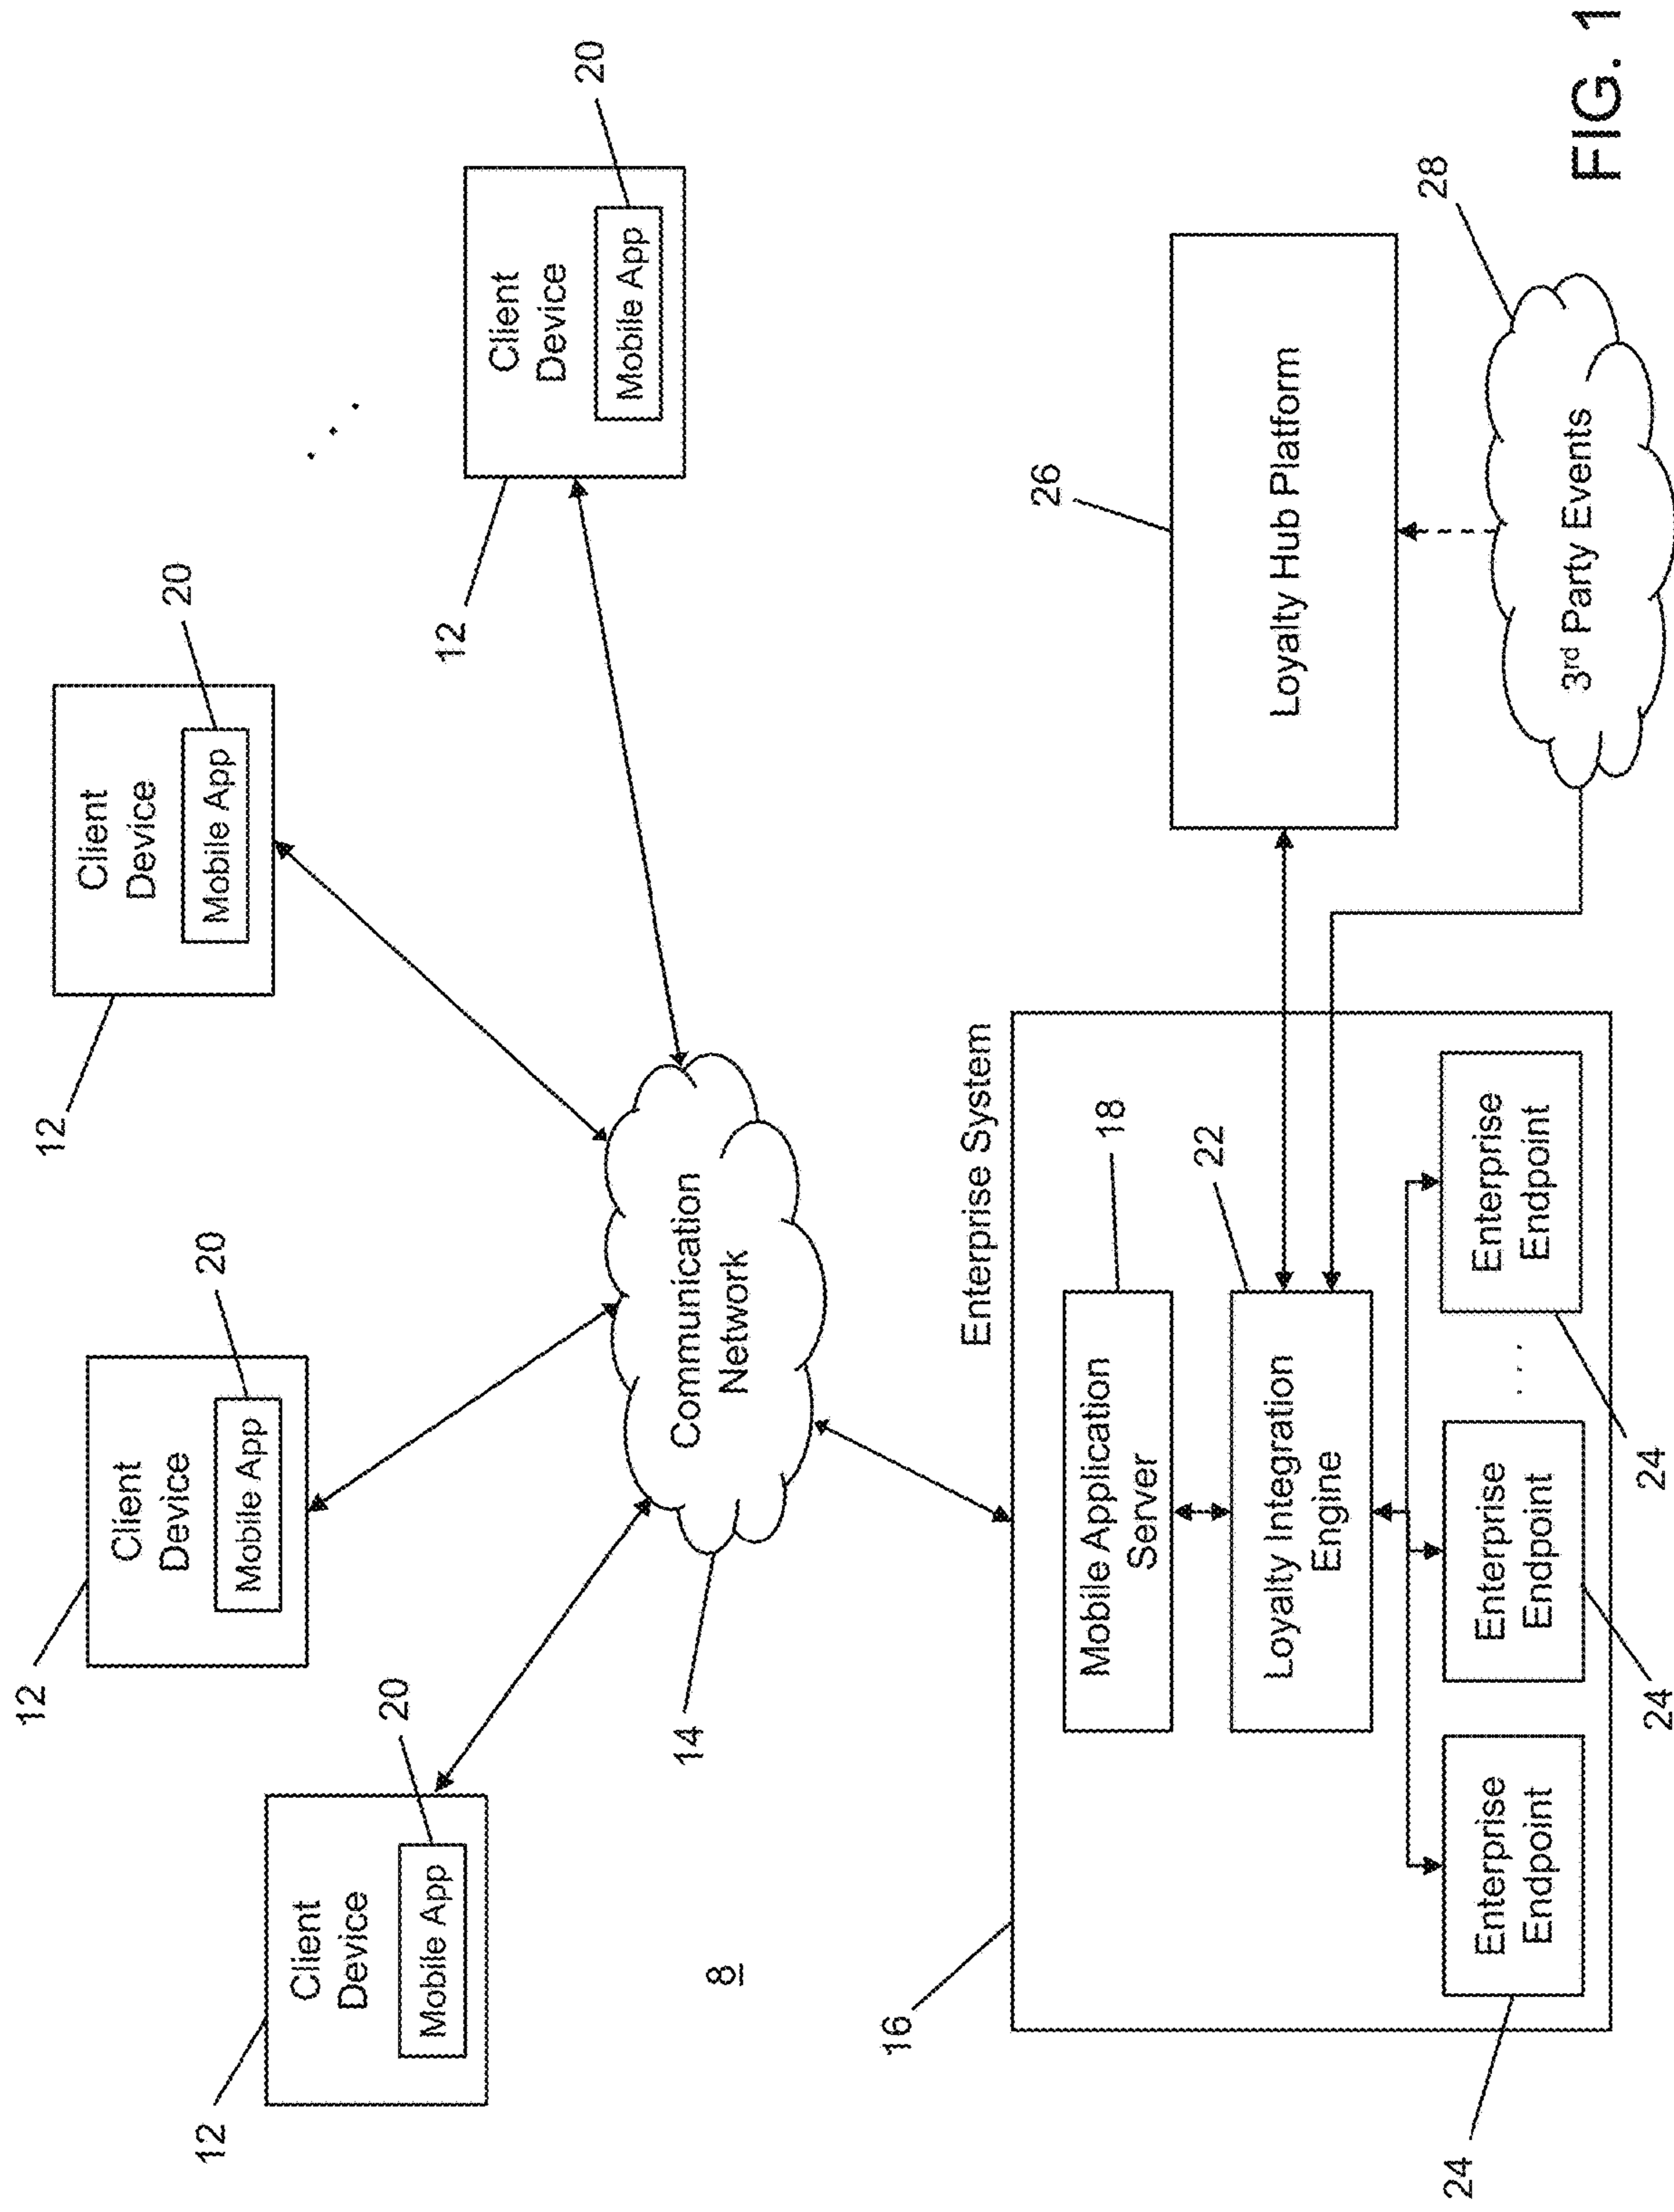 20
20
20
20
12
Client
Device
Mobile App
12
Client
Device
Mobile App
12
Client
Device
Mobile App
12
Client
Device
Mobile App
14
Communication
Network
8
16
Enterprise System
Mobile Application
Server
18
Loyalty Integration
Engine
22
Enterprise
Endpoint
Enterprise
Endpoint
. . .
Enterprise
Endpoint
24
24
24
26
Loyalty Hub Platform
28
3rd Party Events
FIG. 1